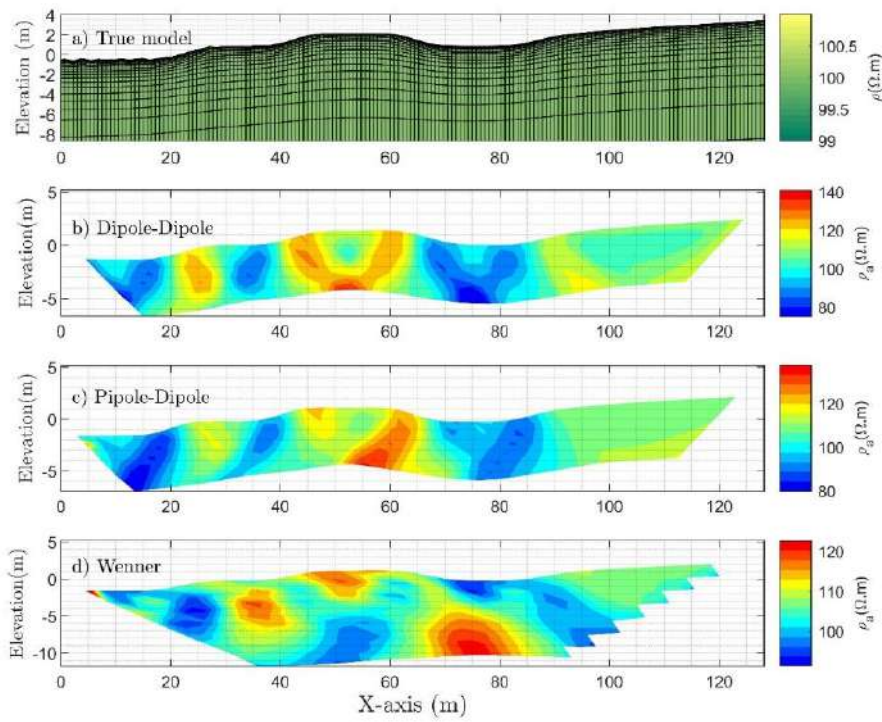 4
2
0
-2
-4
-6
-8
Elevation (m)
a) True model
0 20 40 60 80 100 120
100.5
100
99.5
99
ρ(Ω.m)
5
0
-5
Elevation(m)
b) Dipole-Dipole
0 20 40 60 80 100 120
140
120
100
80
ρa(Ω.m)
5
0
-5
Elevation(m)
c) Pipole-Dipole
0 20 40 60 80 100 120
120
100
80
ρa(Ω.m)
5
0
-5
-10
Elevation(m)
d) Wenner
0 20 40 60 80 100 120
120
110
100
ρa(Ω.m)
X-axis (m)